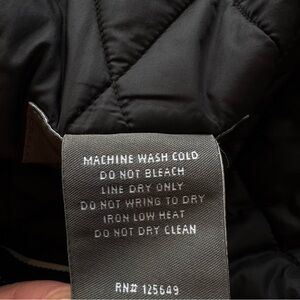 MACHINE WASH COLD
DO NOT BLEACH
LINE DRY ONLY
DO NOT WRING TO DRY
IRON LOW HEAT
DO NOT DRY CLEAN
RN# 125649